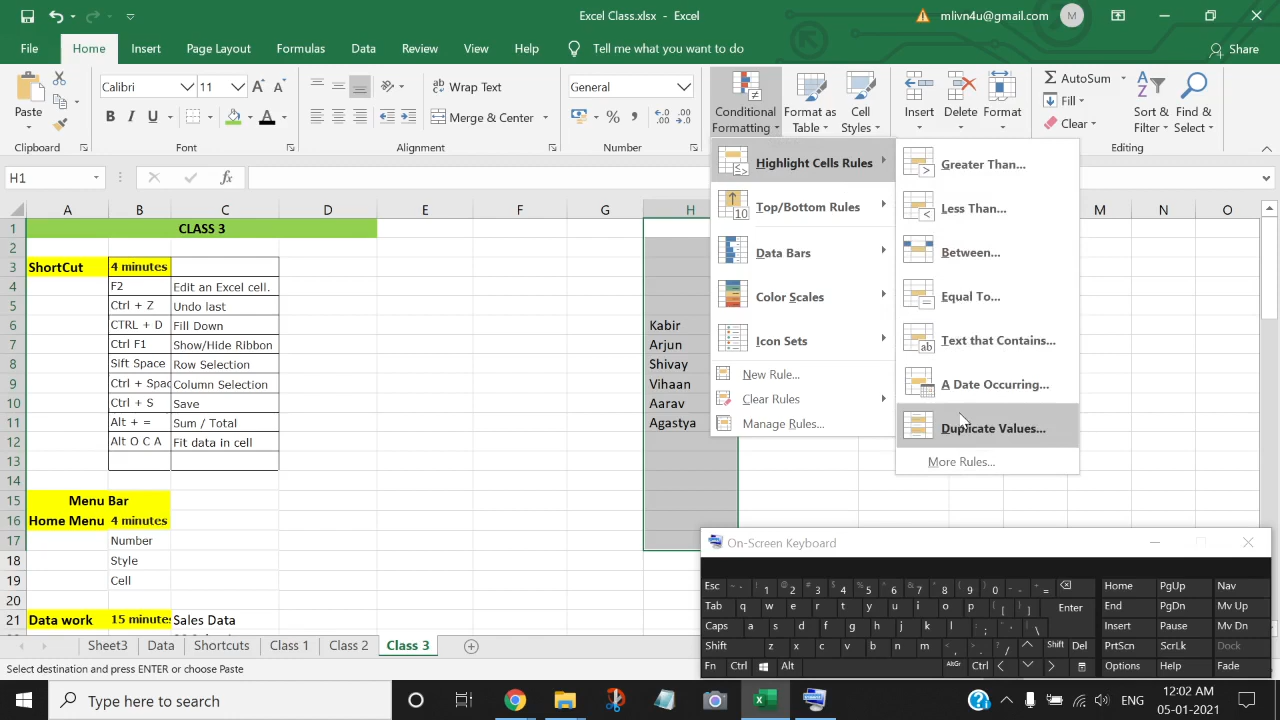 Excel Class.xlsx - Excel
mlivn4u@gmail.com M
File Home Insert Page Layout Formulas Data Review View Help Tell me what you want to do Share
Paste
Clipboard
Calibri 11
B I U A
Font
Wrap Text
Merge & Center
Alignment
General
%
Number
Conditional Formatting
Format as Table
Cell Styles
Insert
Delete
Format
AutoSum
Fill
Clear
Sort & Filter
Find & Select
Editing
H1
fx
Highlight Cells Rules
Top/Bottom Rules
Data Bars
Color Scales
Icon Sets
New Rule...
Clear Rules
Manage Rules...
Greater Than...
Less Than...
Between...
Equal To...
Text that Contains...
A Date Occurring...
Duplicate Values...
More Rules...
A B C D E F G H M N O
1 CLASS 3
2
3 ShortCut 4 minutes
4 F2 Edit an Excel cell.
5 Ctrl + Z Undo last
6 CTRL + D Fill Down Kabir
7 Ctrl F1 Show/Hide Ribbon Arjun
8 Sift Space Row Selection Shivay
9 Ctrl + Spac Column Selection Vihaan
10 Ctrl + S Save Aarav
11 Alt + = Sum / Total Agastya
12 Alt O C A Fit data in cell
13
14
15 Menu Bar
16 Home Menu 4 minutes
17 Number
18 Style
19 Cell
20
21 Data work 15 minutes Sales Data
On-Screen Keyboard
Esc 1 2 3 4 5 6 7 8 9 0 - = Home PgUp Nav
Tab q w e r t y u i o p [ ] Enter End PgDn Mv Up
Caps a s d f g h j k l ; ' \ Insert Pause Mv Dn
Shift z x c v b n m , . / Shift Del PrtScn ScrLk Dock
Fn Ctrl Alt AltGr Ctrl Options Help Fade
Sheet3 Data Shortcuts Class 1 Class 2 Class 3
Select destination and press ENTER or choose Paste
Type here to search
ENG
12:02 AM
05-01-2021